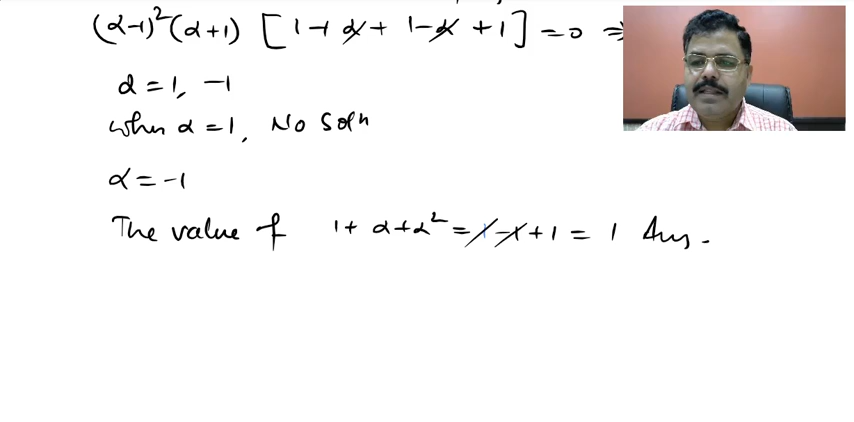 (α-1)²(α+1) [1+α+ 1-α +1] =0 ⇒
α = 1, -1
when α = 1, No Solⁿ
α = -1
The value of 1+ α+α² = 1-1+1 = 1 Ans.